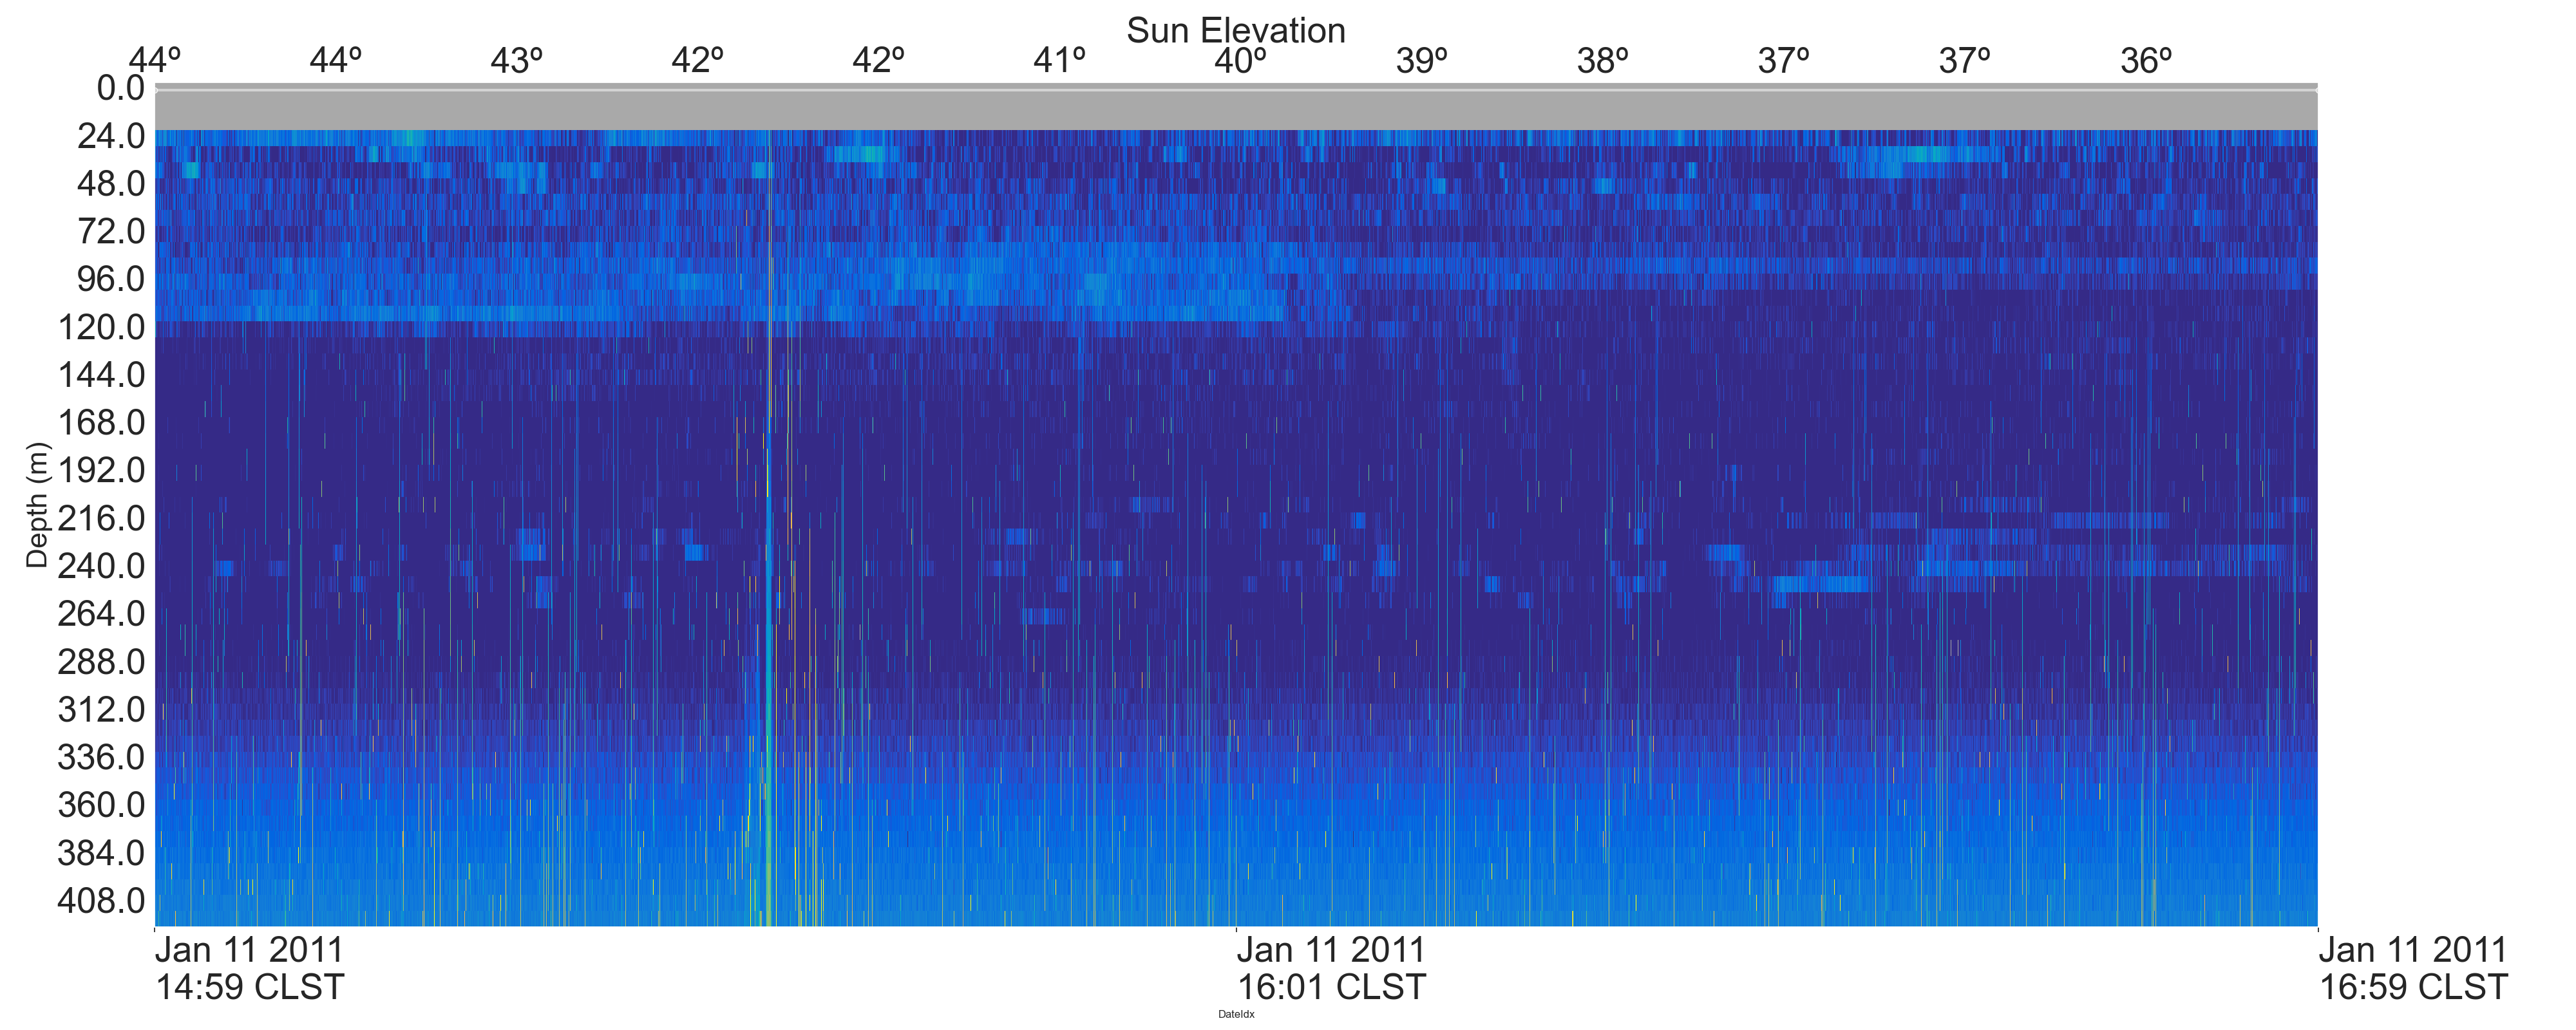 Sun Elevation
44º 44º 43º 42º 42º 41º 40º 39º 38º 37º 37º 36º
0.0
24.0
48.0
72.0
96.0
120.0
144.0
168.0
192.0
216.0
240.0
264.0
288.0
312.0
336.0
360.0
384.0
408.0
Depth (m)
Jan 11 2011
14:59 CLST
Jan 11 2011
16:01 CLST
Jan 11 2011
16:59 CLST
DateIdx